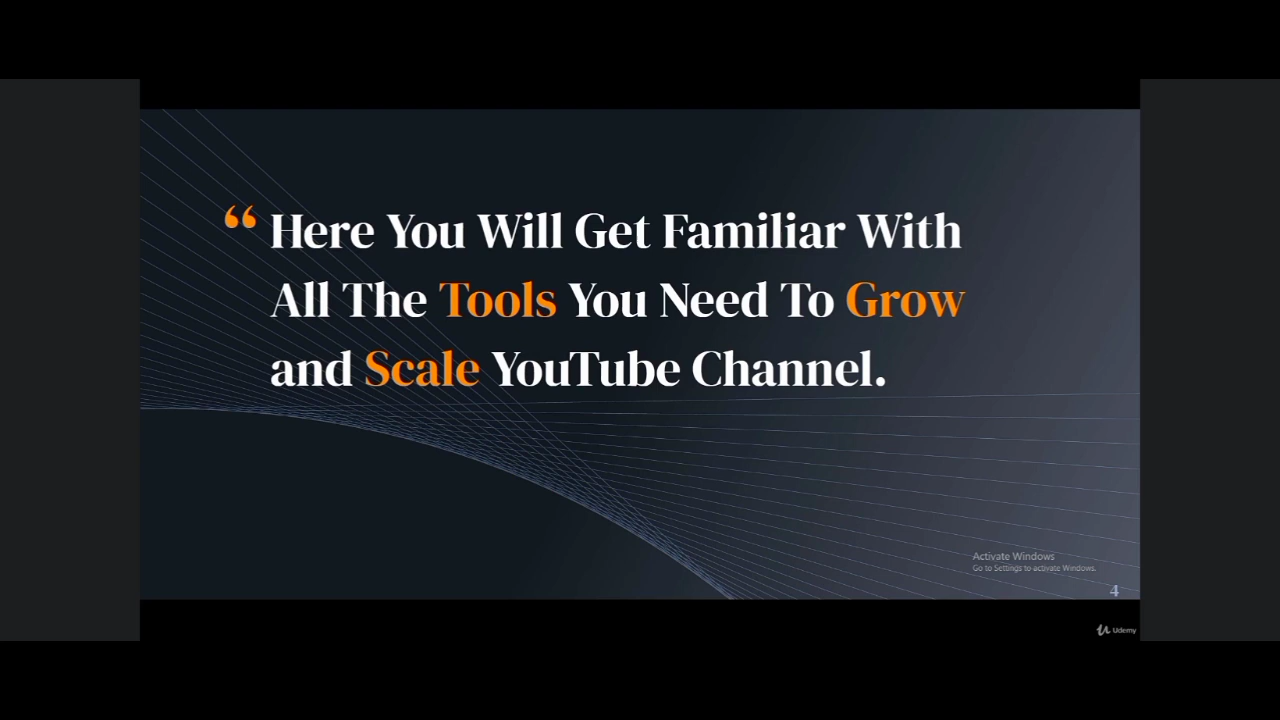 “ Here You Will Get Familiar With
All The Tools You Need To Grow
and Scale YouTube Channel.
Activate Windows
Go to Settings to activate Windows.
4
Udemy